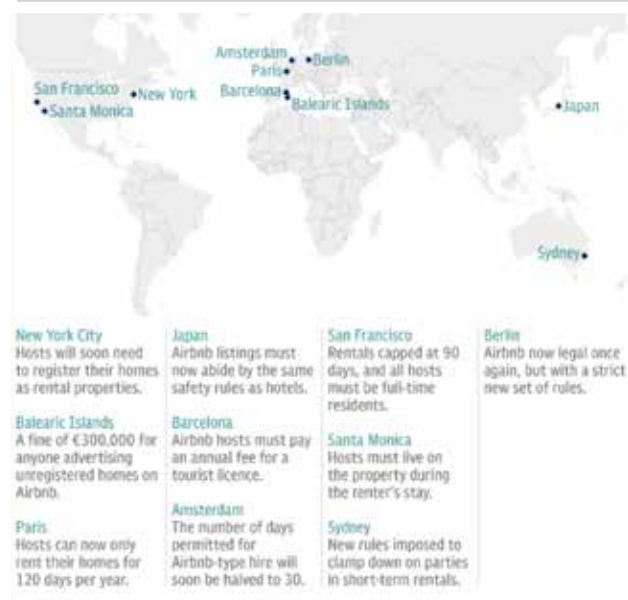 Amsterdam
Berlin
Paris
San Francisco
New York
Barcelona
Balearic Islands
Santa Monica
Japan
Sydney
New York City
Hosts will soon need
to register their homes
as rental properties.
Balearic Islands
A fine of €300,000 for
anyone advertising
unregistered homes on
Airbnb.
Paris
Hosts can now only
rent their homes for
120 days per year.
Japan
Airbnb listings must
now abide by the same
safety rules as hotels.
Barcelona
Airbnb hosts must pay
an annual fee for a
tourist licence.
Amsterdam
The number of days
permitted for
Airbnb-type hire will
soon be halved to 30.
San Francisco
Rentals capped at 90
days, and all hosts
must be full-time
residents.
Santa Monica
Hosts must live on
the property during
the renter's stay.
Sydney
New rules imposed to
clamp down on parties
in short-term rentals.
Berlin
Airbnb now legal once
again, but with a strict
new set of rules.